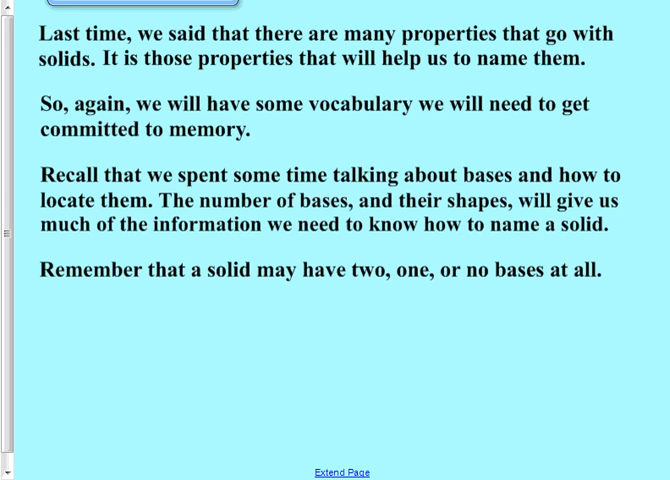 Last time, we said that there are many properties that go with
solids. It is those properties that will help us to name them.
So, again, we will have some vocabulary we will need to get
committed to memory.
Recall that we spent some time talking about bases and how to
locate them. The number of bases, and their shapes, will give us
much of the information we need to know how to name a solid.
Remember that a solid may have two, one, or no bases at all.
Extend Page